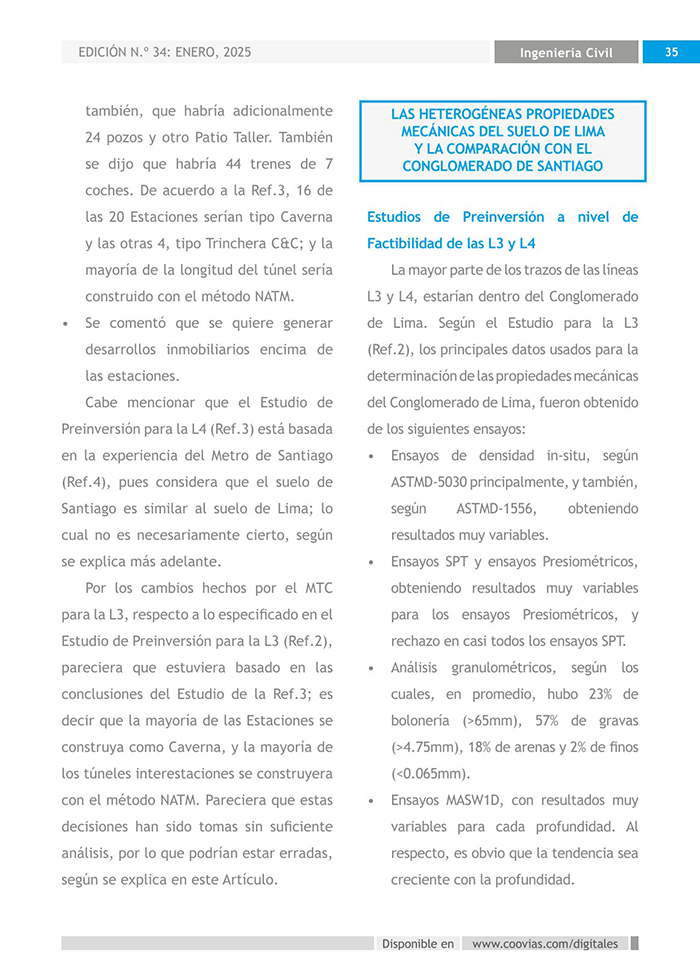 EDICIÓN N.º 34: ENERO, 2025
Ingeniería Civil
35
también, que habría adicionalmente
24 pozos y otro Patio Taller. También
se dijo que habría 44 trenes de 7
coches. De acuerdo a la Ref.3, 16 de
las 20 Estaciones serían tipo Caverna
y las otras 4, tipo Trinchera C&C; y la
mayoría de la longitud del túnel sería
construido con el método NATM.
• Se comentó que se quiere generar
desarrollos inmobiliarios encima de
las estaciones.
Cabe mencionar que el Estudio de
Preinversión para la L4 (Ref.3) está basada
en la experiencia del Metro de Santiago
(Ref.4), pues considera que el suelo de
Santiago es similar al suelo de Lima; lo
cual no es necesariamente cierto, según
se explica más adelante.
Por los cambios hechos por el MTC
para la L3, respecto a lo especificado en el
Estudio de Preinversión para la L3 (Ref.2),
pareciera que estuviera basado en las
conclusiones del Estudio de la Ref.3; es
decir que la mayoría de las Estaciones se
construya como Caverna, y la mayoría de
los túneles interestaciones se construyera
con el método NATM. Pareciera que estas
decisiones han sido tomas sin suficiente
análisis, por lo que podrían estar erradas,
según se explica en este Artículo.
LAS HETEROGÉNEAS PROPIEDADES
MECÁNICAS DEL SUELO DE LIMA
Y LA COMPARACIÓN CON EL
CONGLOMERADO DE SANTIAGO
Estudios de Preinversión a nivel de
Factibilidad de las L3 y L4
La mayor parte de los trazos de las líneas
L3 y L4, estarían dentro del Conglomerado
de Lima. Según el Estudio para la L3
(Ref.2), los principales datos usados para la
determinación de las propiedades mecánicas
del Conglomerado de Lima, fueron obtenido
de los siguientes ensayos:
• Ensayos de densidad in-situ, según
ASTMD-5030 principalmente, y también,
según ASTMD-1556, obteniendo
resultados muy variables.
• Ensayos SPT y ensayos Presiométricos,
obteniendo resultados muy variables
para los ensayos Presiométricos, y
rechazo en casi todos los ensayos SPT.
• Análisis granulométricos, según los
cuales, en promedio, hubo 23% de
bolonería (>65mm), 57% de gravas
(>4.75mm), 18% de arenas y 2% de finos
(<0.065mm).
• Ensayos MASW1D, con resultados muy
variables para cada profundidad. Al
respecto, es obvio que la tendencia sea
creciente con la profundidad.
Disponible en
www.coovias.com/digitales